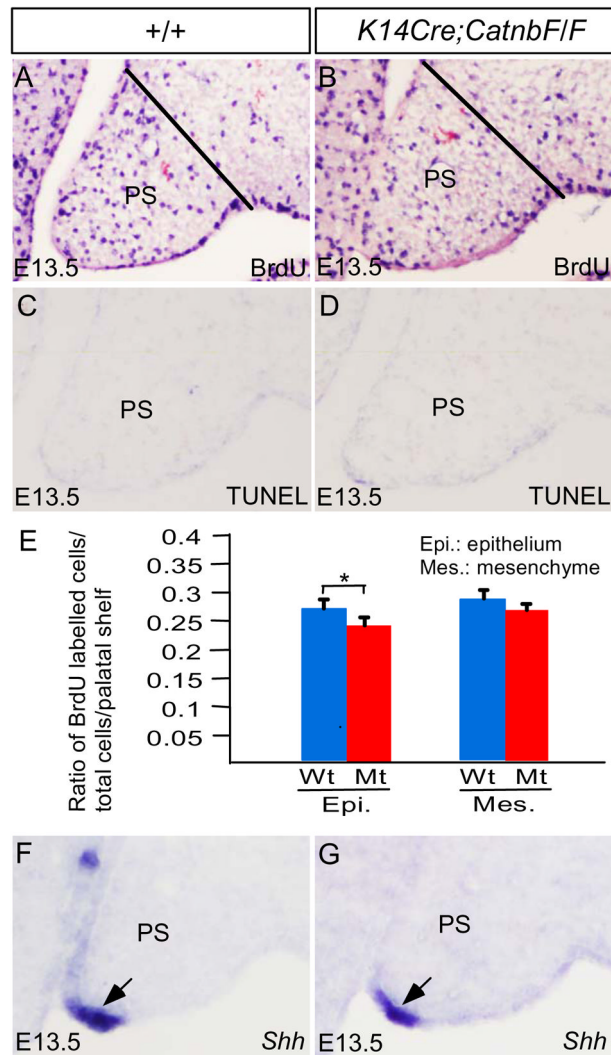 +/+
K14Cre;CatnbF/F
A
PS
E13.5
BrdU
B
PS
E13.5
BrdU
C
PS
E13.5
TUNEL
D
PS
E13.5
TUNEL
E
Ratio of BrdU labelled cells/
total cells/palatal shelf
0.4
0.35
0.3
0.25
0.2
0.15
0.1
0.05
*
Epi.: epithelium
Mes.: mesenchyme
Wt Mt
Epi.
Wt Mt
Mes.
F
PS
E13.5
Shh
G
PS
E13.5
Shh